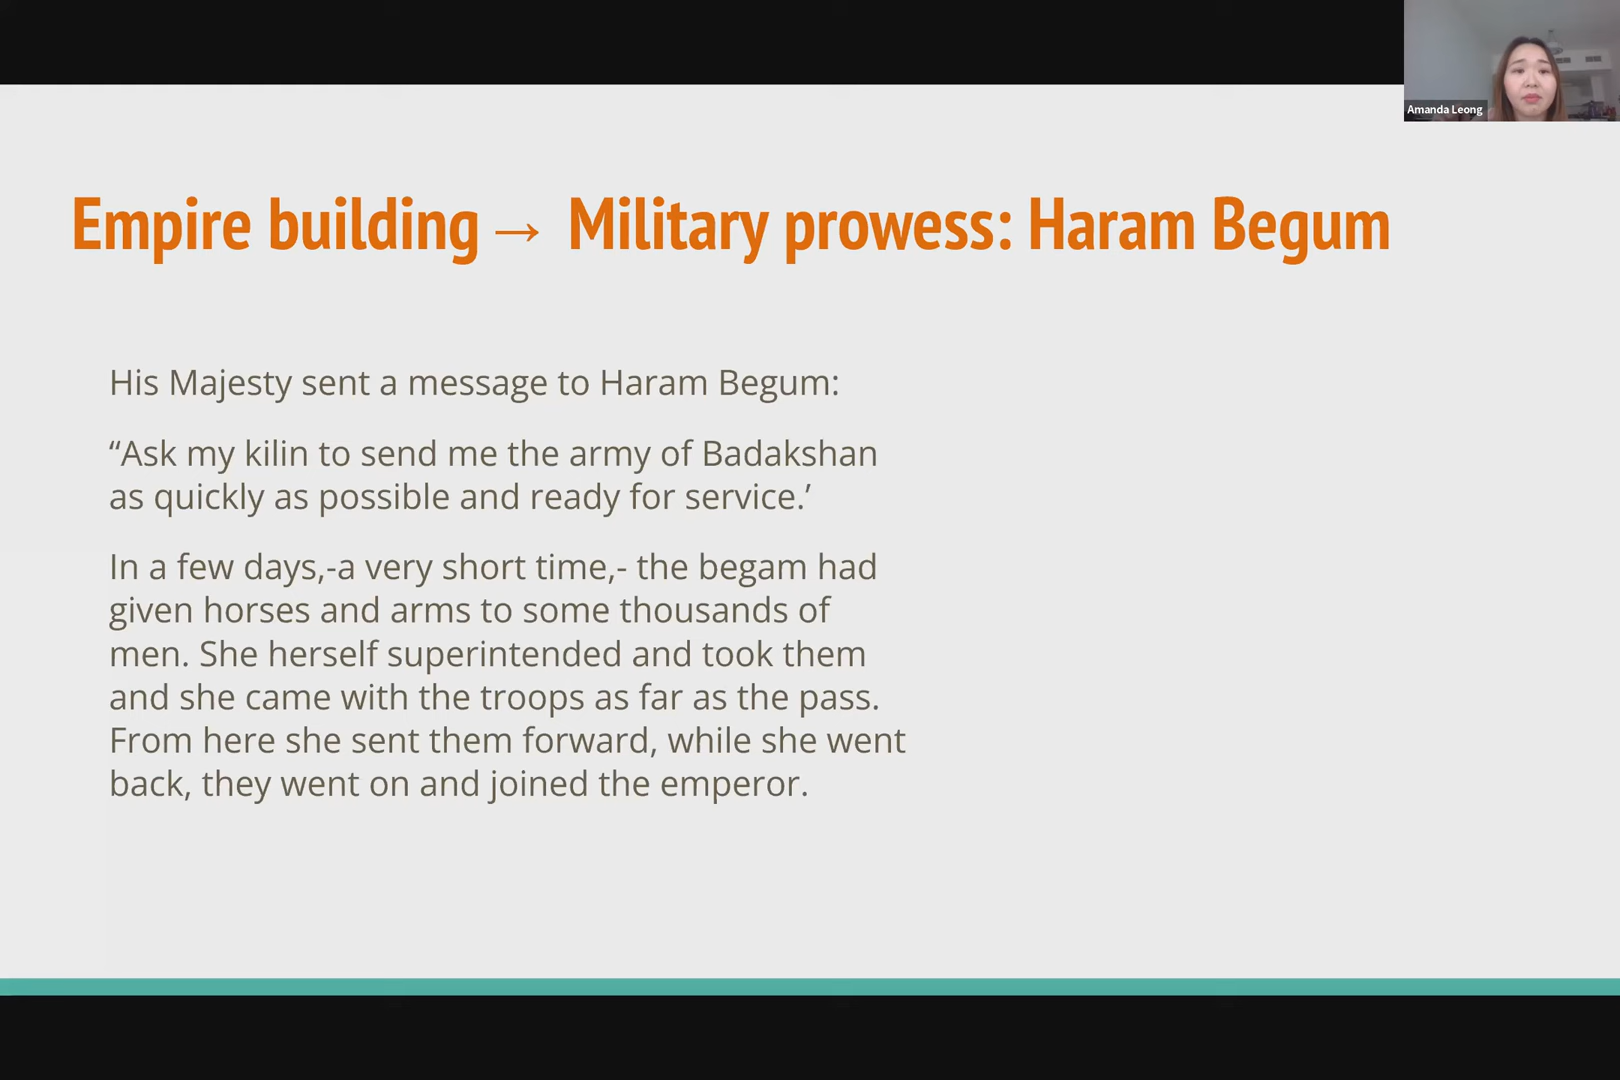 Amanda Leong
Empire building → Military prowess: Haram Begum
His Majesty sent a message to Haram Begum:
“Ask my kilin to send me the army of Badakshan
as quickly as possible and ready for service.’
In a few days,-a very short time,- the begam had
given horses and arms to some thousands of
men. She herself superintended and took them
and she came with the troops as far as the pass.
From here she sent them forward, while she went
back, they went on and joined the emperor.